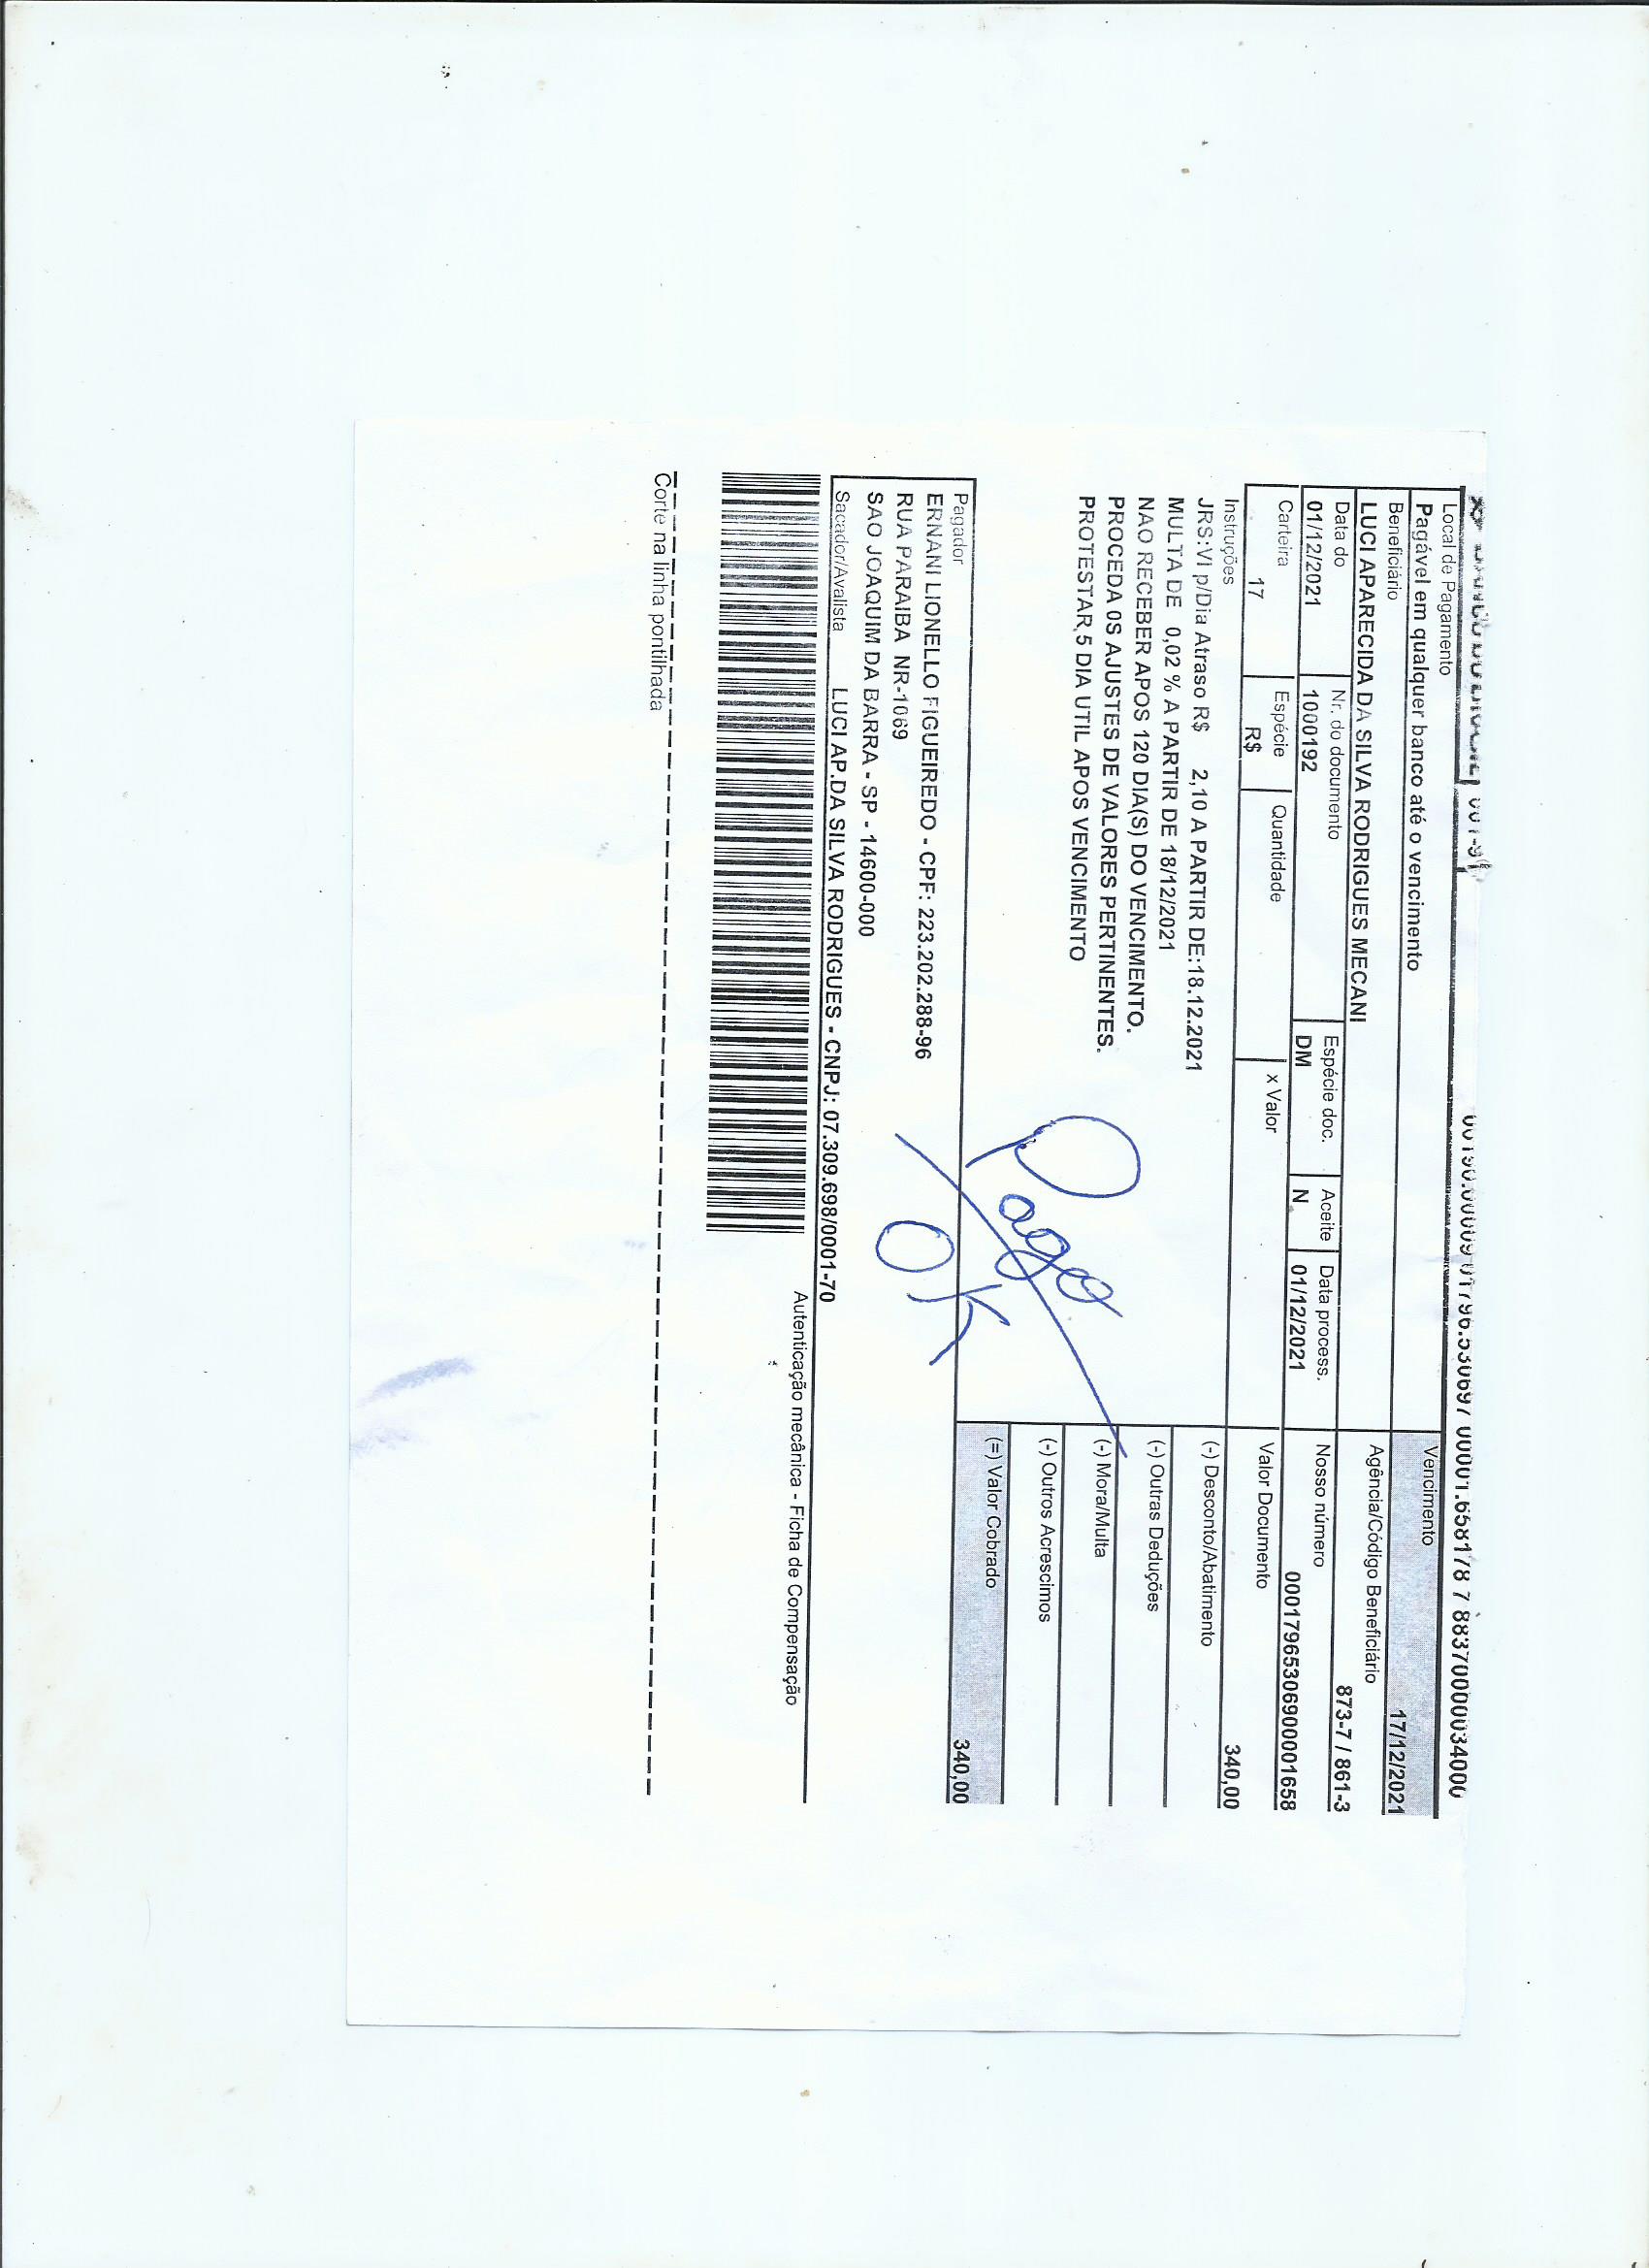 001-9
00190.00009 01796.530697 00001.658178 7 88370000034000
Local de Pagamento
Pagável em qualquer banco até o vencimento
Vencimento
17/12/2021
Beneficiário
LUCI APARECIDA DA SILVA RODRIGUES MECANI
Agência/Código Beneficiário
873-7 / 861-3
Data do Nr. do documento Espécie doc. Aceite Data process. Nosso número
01/12/2021 1000192 DM N 01/12/2021 00017965306900001658
Carteira Espécie Quantidade x Valor Valor Documento
17 R$ 340,00
Instruções
JRS:Vl p/Dia Atraso R$ 2,10 A PARTIR DE:18.12.2021
MULTA DE 0,02 % A PARTIR DE 18/12/2021
NAO RECEBER APOS 120 DIA(S) DO VENCIMENTO.
PROCEDA 0S AJUSTES DE VALORES PERTINENTES.
PROTESTAR 5 DIA UTIL APOS VENCIMENTO
(-) Desconto/Abatimento
(-) Outras Deduções
(-) Mora/Multa
(-) Outros Acrescimos
(=) Valor Cobrado
340,00
Pago
OK
Pagador
ERNANI LIONELLO FIGUEIREDO - CPF: 223.202.288-96
RUA PARAIBA NR-1069
SAO JOAQUIM DA BARRA - SP - 14600-000
Sacador/Avalista LUCI AP.DA SILVA RODRIGUES - CNPJ: 07.309.698/0001-70
Autenticação mecânica - Ficha de Compensação
Corte na linha pontilhada